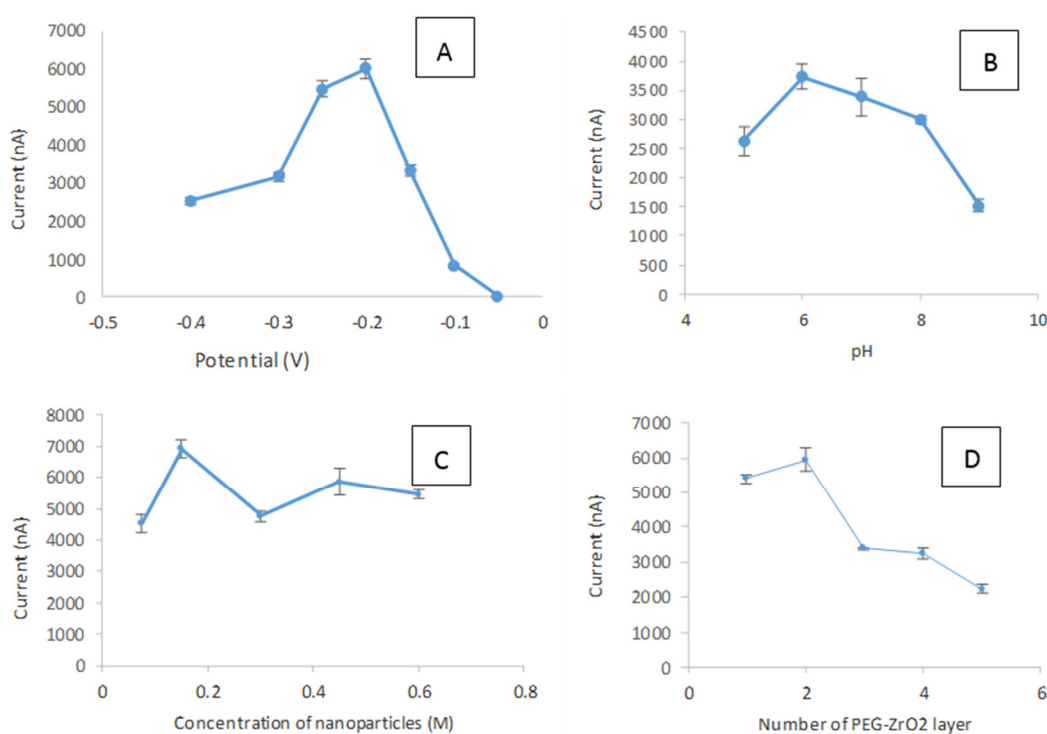 A
7000
6000
5000
4000
3000
2000
1000
0
Current (nA)
-0.5 -0.4 -0.3 -0.2 -0.1 0
Potential (V)
B
4500
4000
3500
3000
2500
2000
1500
1000
500
0
Current (nA)
4 6 8 10
pH
C
8000
7000
6000
5000
4000
3000
2000
1000
0
Current (nA)
0 0.2 0.4 0.6 0.8
Concentration of nanoparticles (M)
D
7000
6000
5000
4000
3000
2000
1000
0
Current (nA)
0 2 4 6
Number of PEG-ZrO2 layer